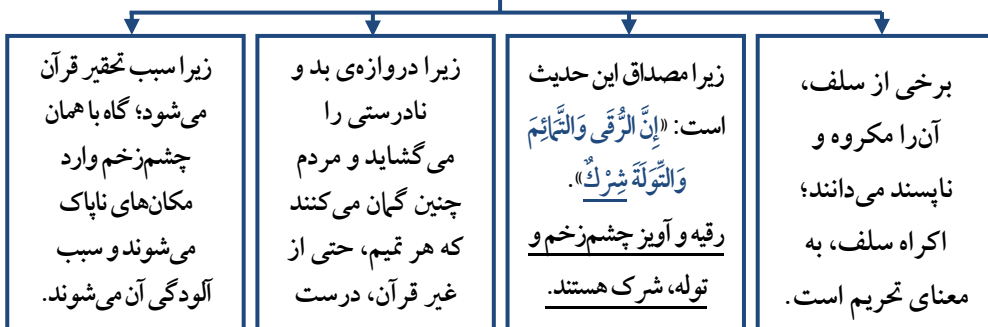 برخی از سلف،
آن‌را مکروه و
ناپسند می‌دانند؛
اکراه سلف، به
معنای تحریم است.
زیرا مصداق این حدیث
است: «إِنَّ الرُّقَى وَالتَّمَائِمَ
وَالتِّوَلَةَ شِرْكٌ».
رقیه و آویز چشم‌زخم و
توله، شرک هستند.
زیرا دروازه‌ی بد و
نادرستی را
می‌گشاید و مردم
چنین گمان می‌کنند
که هر تمیم، حتی از
غیر قرآن، درست
زیرا سبب تحقیر قرآن
می‌شود؛ گاه با همان
چشم‌زخم وارد
مکان‌های ناپاک
می‌شوند و سبب
آلودگی آن می‌شوند.